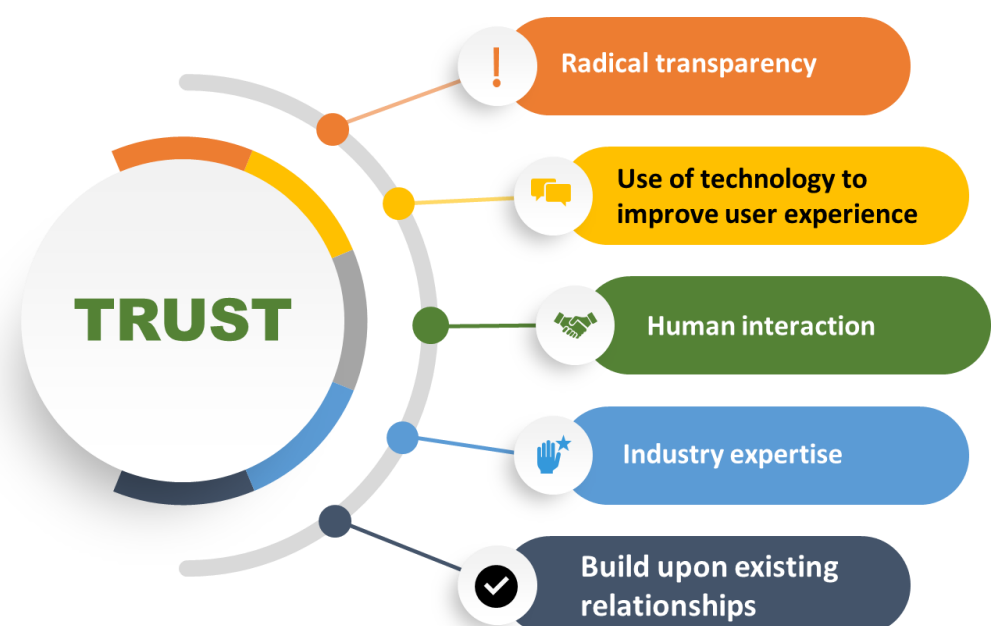 Radical transparency
Use of technology to
improve user experience
TRUST
Human interaction
Industry expertise
Build upon existing
relationships